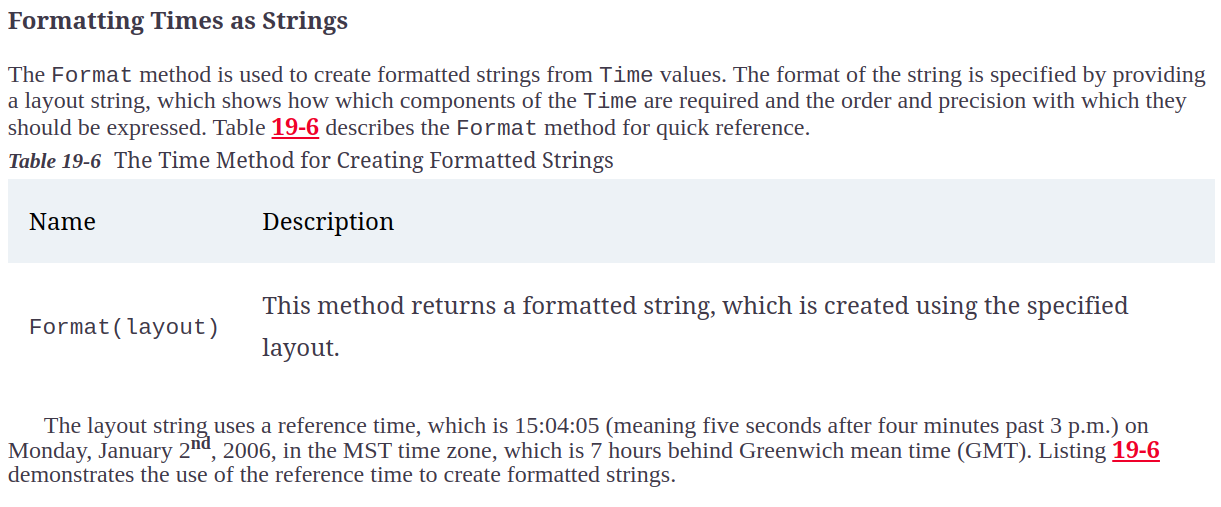 Formatting Times as Strings
The Format method is used to create formatted strings from Time values. The format of the string is specified by providing
a layout string, which shows how which components of the Time are required and the order and precision with which they
should be expressed. Table 19-6 describes the Format method for quick reference.
Table 19-6 The Time Method for Creating Formatted Strings
Name Description
Format(layout) This method returns a formatted string, which is created using the specified
layout.
The layout string uses a reference time, which is 15:04:05 (meaning five seconds after four minutes past 3 p.m.) on
Monday, January 2nd, 2006, in the MST time zone, which is 7 hours behind Greenwich mean time (GMT). Listing 19-6
demonstrates the use of the reference time to create formatted strings.